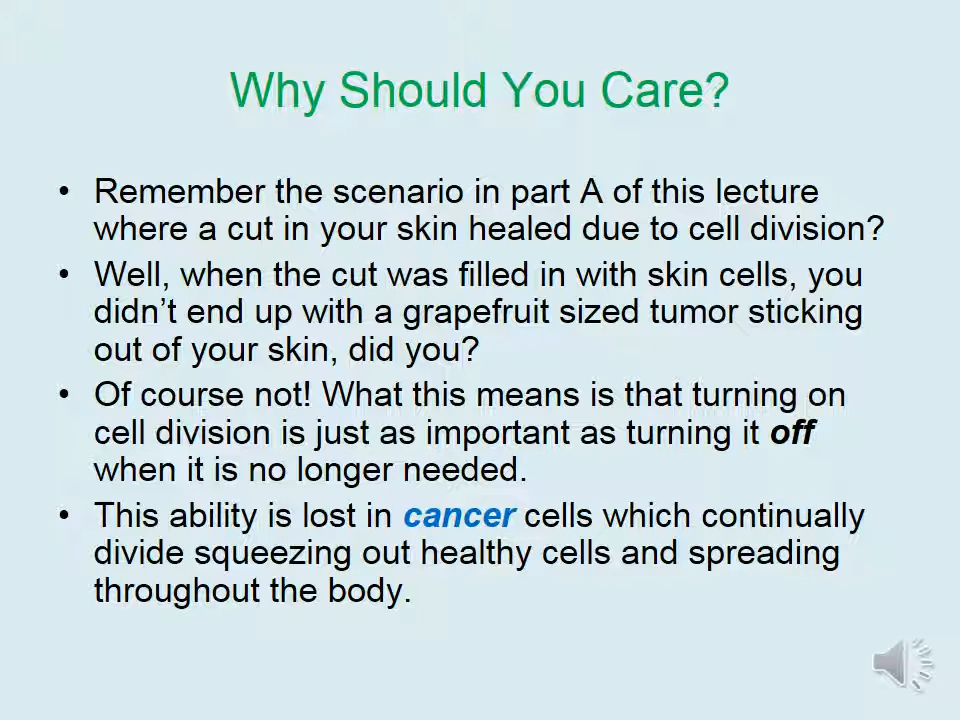 Why Should You Care?
• Remember the scenario in part A of this lecture
where a cut in your skin healed due to cell division?
• Well, when the cut was filled in with skin cells, you
didn’t end up with a grapefruit sized tumor sticking
out of your skin, did you?
• Of course not! What this means is that turning on
cell division is just as important as turning it off
when it is no longer needed.
• This ability is lost in cancer cells which continually
divide squeezing out healthy cells and spreading
throughout the body.